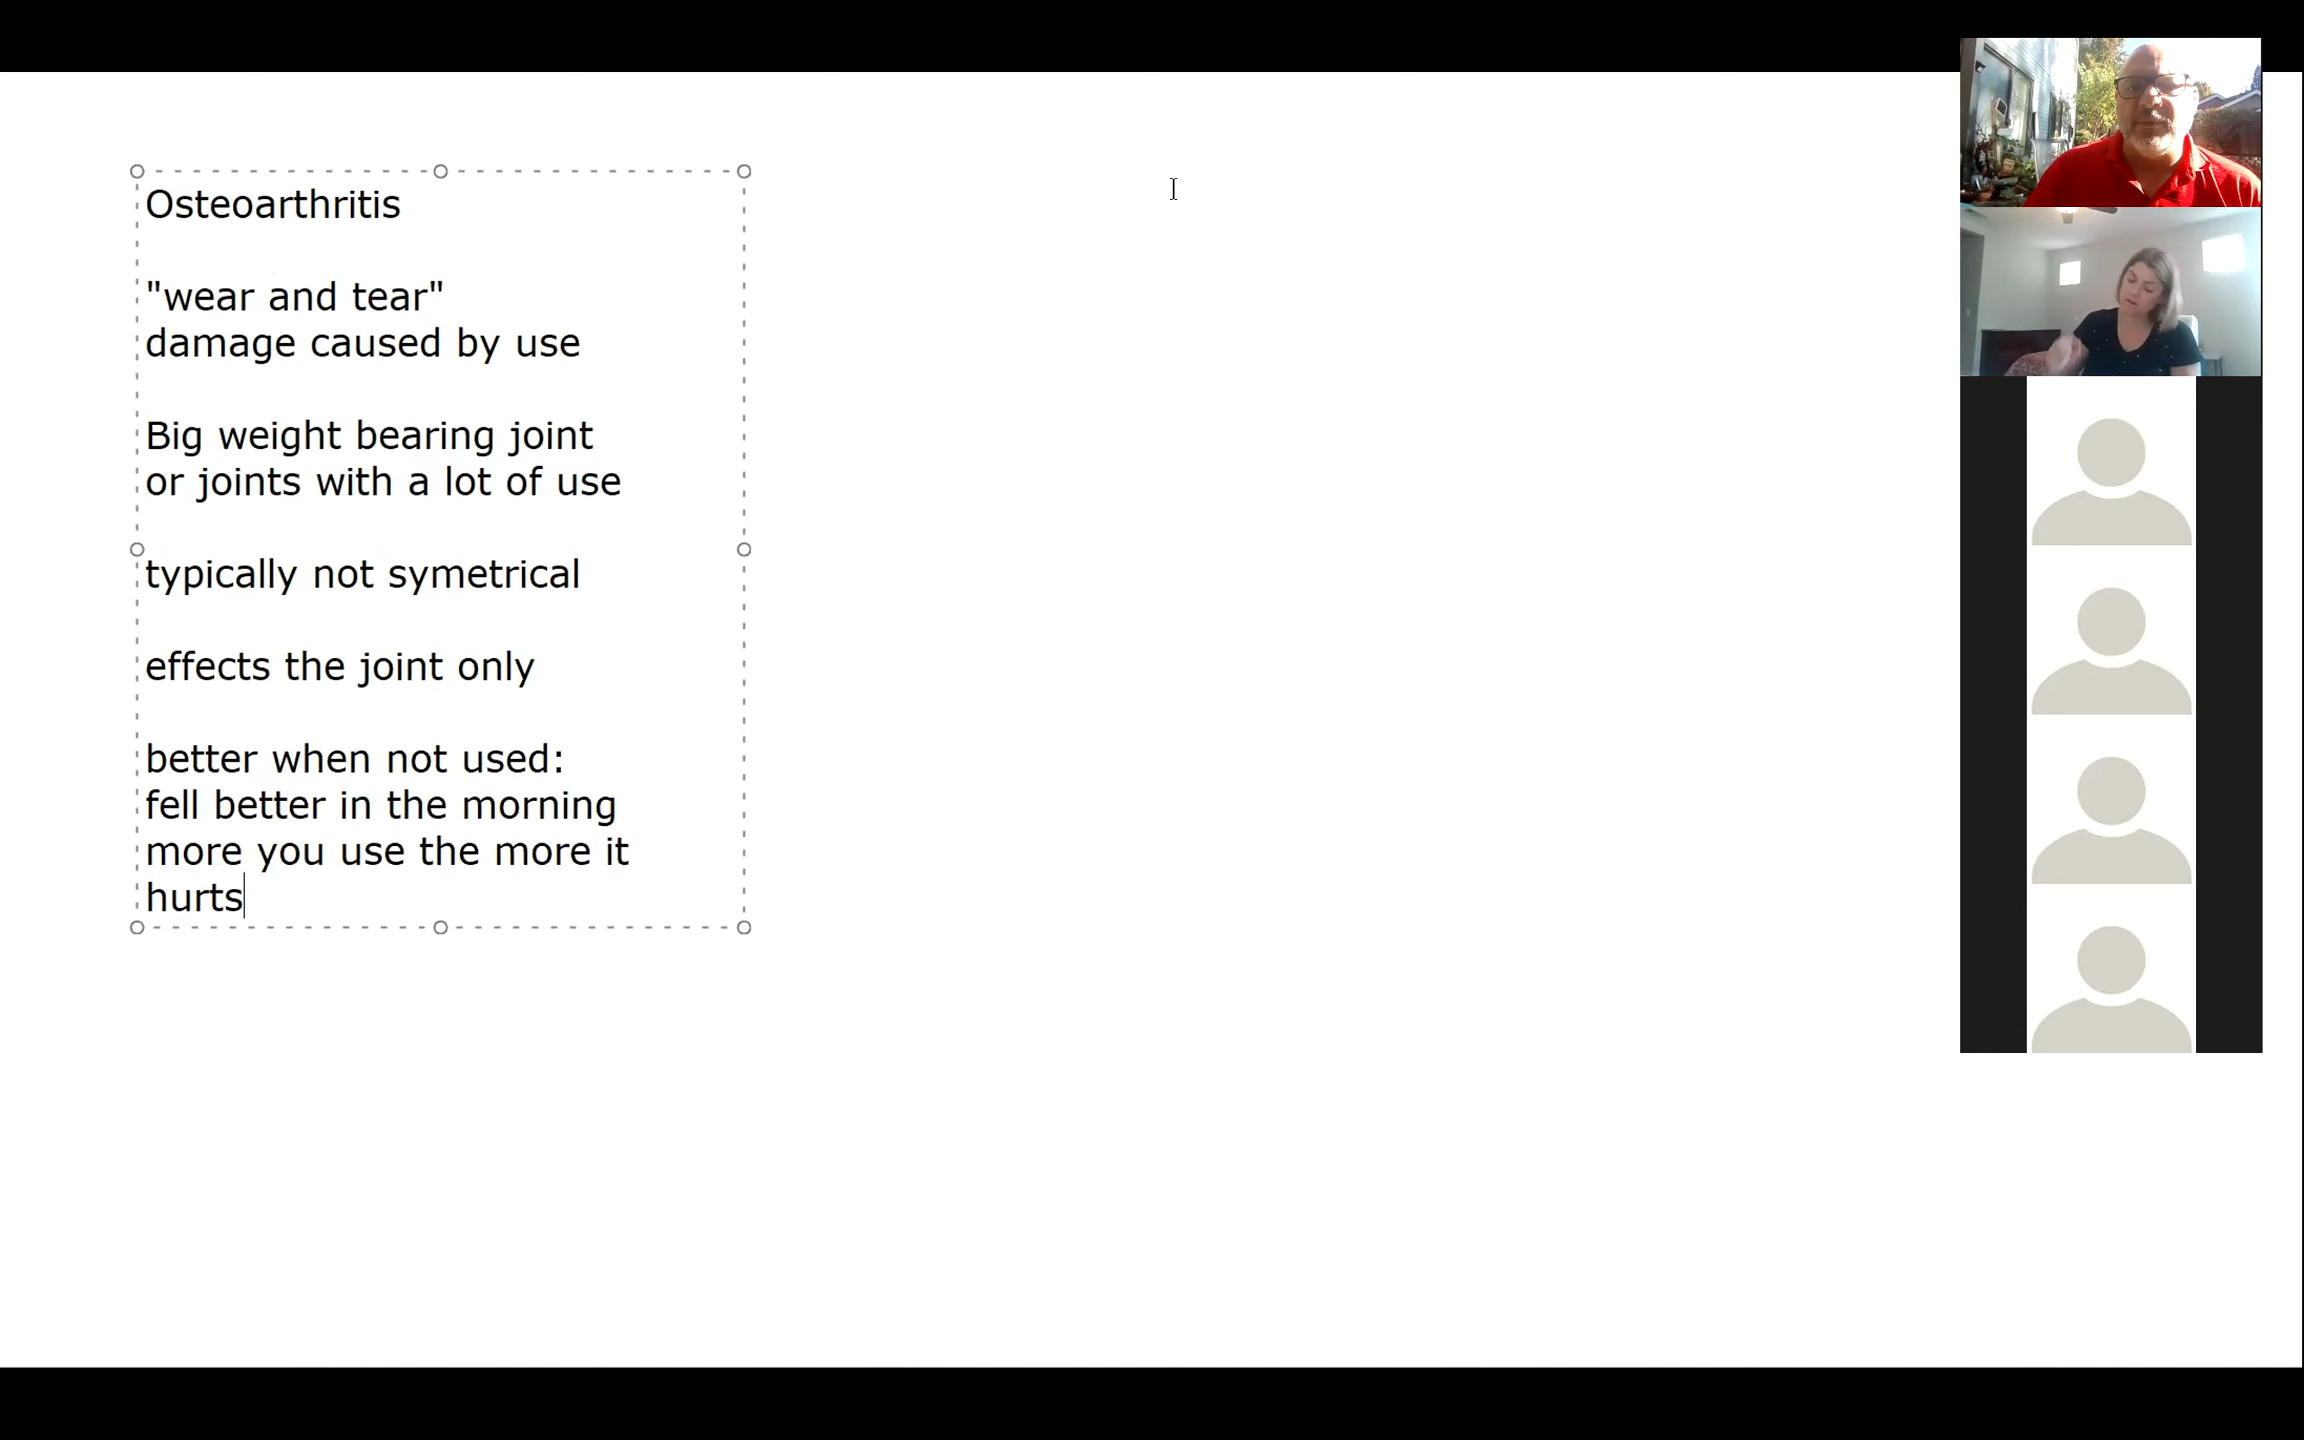 Osteoarthritis
"wear and tear"
damage caused by use
Big weight bearing joint
or joints with a lot of use
typically not symetrical
effects the joint only
better when not used:
fell better in the morning
more you use the more it
hurts